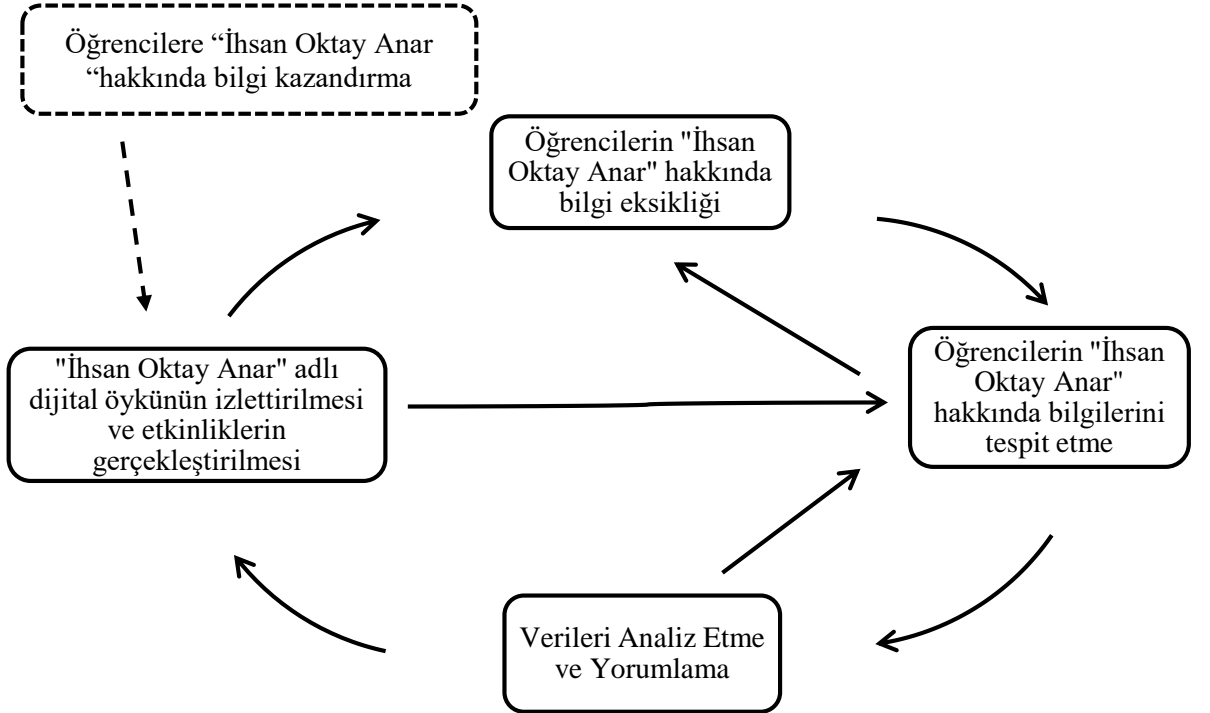 Öğrencilere “İhsan Oktay Anar
“hakkında bilgi kazandırma
Öğrencilerin "İhsan
Oktay Anar" hakkında
bilgi eksikliği
Öğrencilerin "İhsan
Oktay Anar"
hakkında bilgilerini
tespit etme
"İhsan Oktay Anar" adlı
dijital öykünün izlettirilmesi
ve etkinliklerin
gerçekleştirilmesi
Verileri Analiz Etme
ve Yorumlama